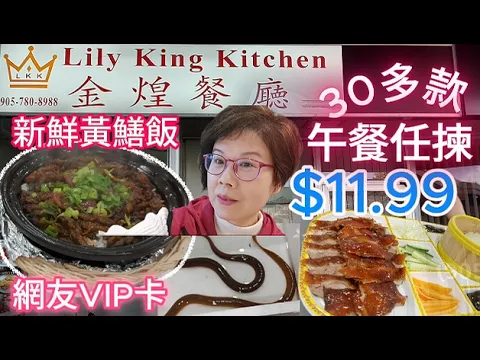 LKK
Lily King Kitchen
905-780-8988
金煌餐廳
30多款
新鮮黃鱔飯
午餐任揀
$11.99
網友VIP卡